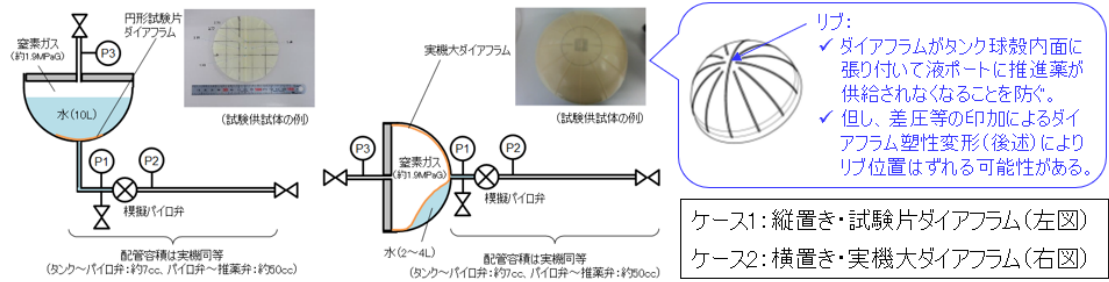 円形試験片
ダイアフラム
窒素ガス
(約1.9MPaG)
P3
水(10L)
(試験供試体の例)
P1
P2
模擬パイロ弁
配管容積は実機同等
(タンク～パイロ弁：約7cc、パイロ弁～推薬弁：約50cc)
実機大ダイアフラム
(試験供試体の例)
P3
窒素ガス
(約1.9MPaG)
P1
P2
模擬パイロ弁
水(2～4L)
配管容積は実機同等
(タンク～パイロ弁：約7cc、パイロ弁～推薬弁：約50cc)
リブ：
✓ ダイアフラムがタンク球殻内面に
張り付いて液ポートに推進薬が
供給されなくなることを防ぐ。
✓ 但し、差圧等の印加によるダイ
アフラム塑性変形(後述)により
リブ位置はずれる可能性がある。
ケース1：縦置き・試験片ダイアフラム(左図)
ケース2：横置き・実機大ダイアフラム(右図)